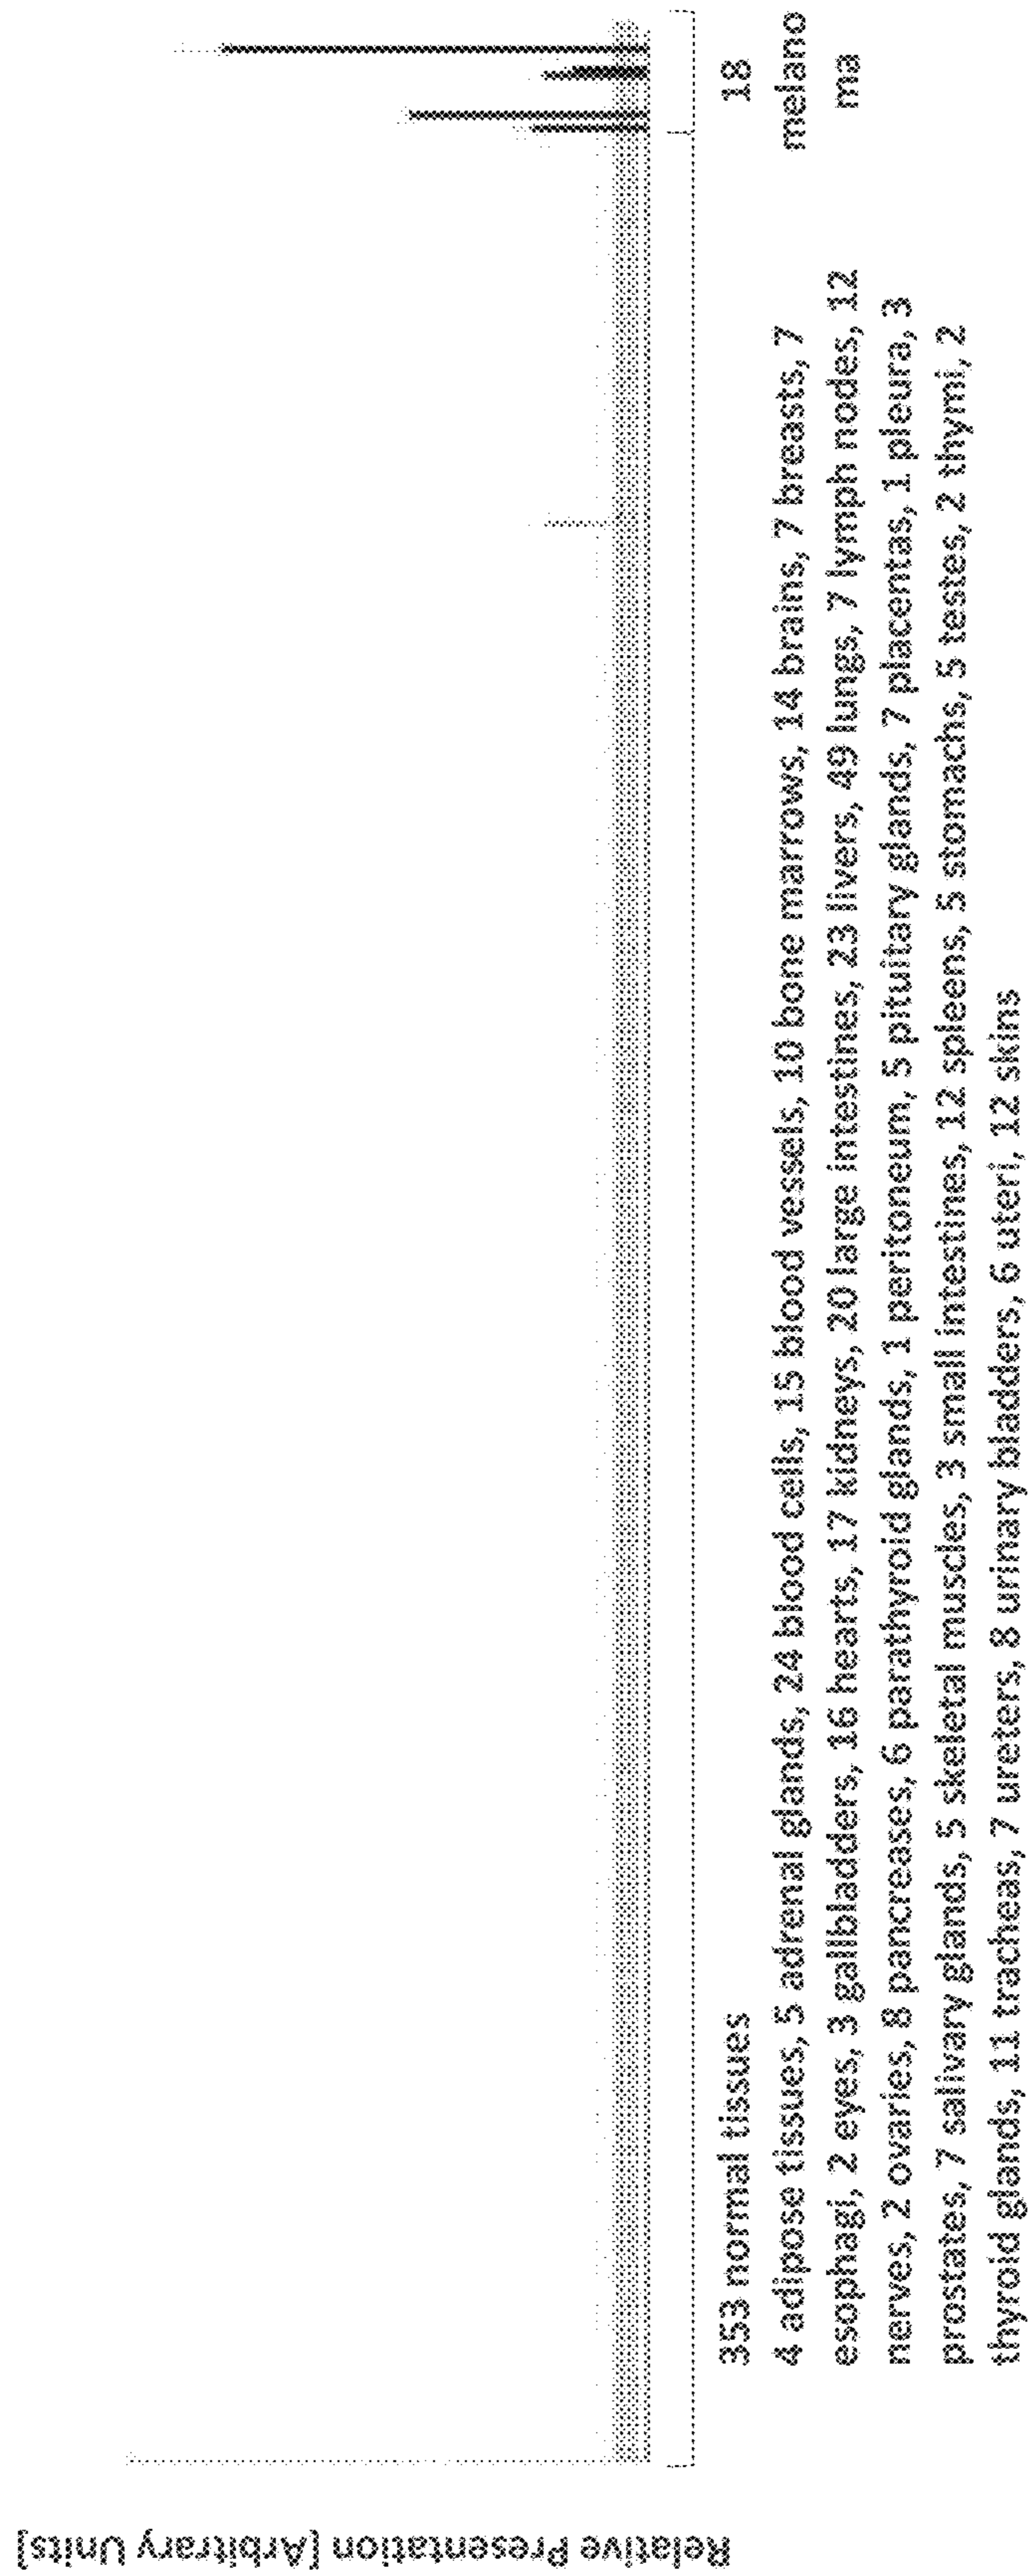 Relative Presentation [Arbitrary Units]
353 normal tissues
4 adipose tissues, 5 adrenal glands, 24 blood cells, 15 blood vessels, 10 bone marrows, 14 brains, 7 breasts, 7
esophagi, 2 eyes, 3 gallbladders, 16 hearts, 17 kidneys, 20 large intestines, 23 livers, 49 lungs, 7 lymph nodes, 12
nerves, 2 ovaries, 8 pancreases, 6 parathyroid glands, 1 peritoneum, 5 pituitary glands, 7 placentas, 1 pleura, 3
prostates, 7 salivary glands, 5 skeletal muscles, 3 small intestines, 12 spleens, 5 stomachs, 5 testes, 2 thymi, 2
thyroid glands, 11 tracheas, 7 ureters, 8 urinary bladders, 6 uteri, 12 skins
18
melano
ma